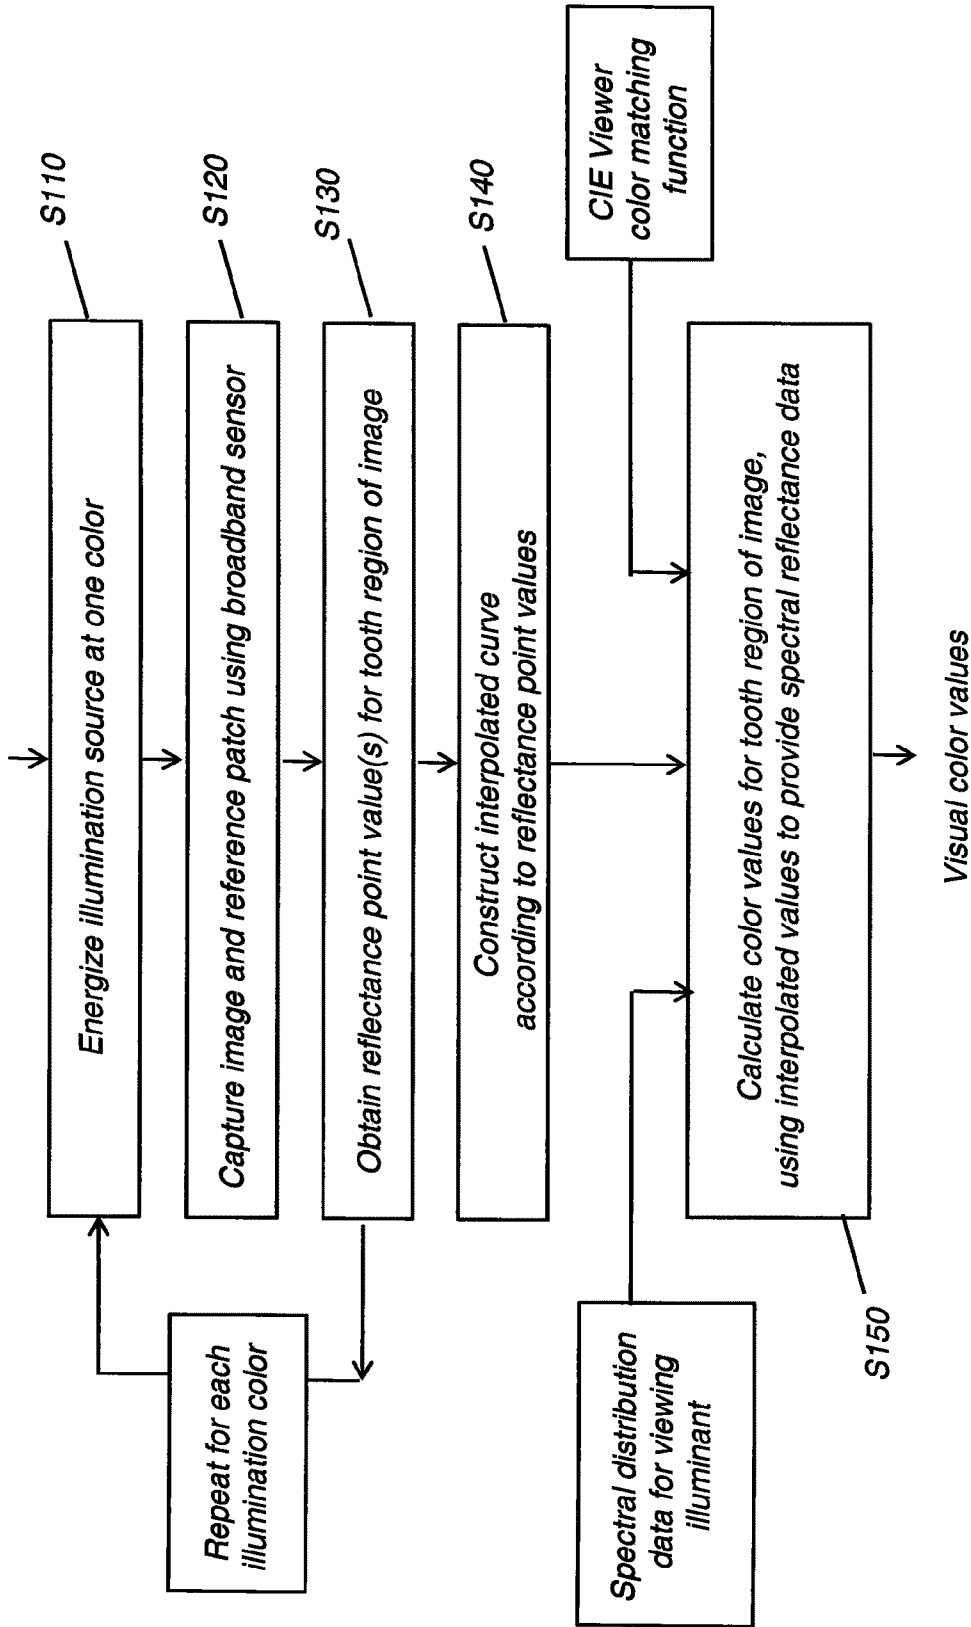 S110
Energize illumination source at one color
S120
Capture image and reference patch using broadband sensor
Repeat for each
illumination color
S130
Obtain reflectance point value(s) for tooth region of image
S140
Construct interpolated curve
according to reflectance point values
CIE Viewer
color matching
function
Spectral distribution
data for viewing
illuminant
Calculate color values for tooth region of image,
using interpolated values to provide spectral reflectance data
S150
Visual color values